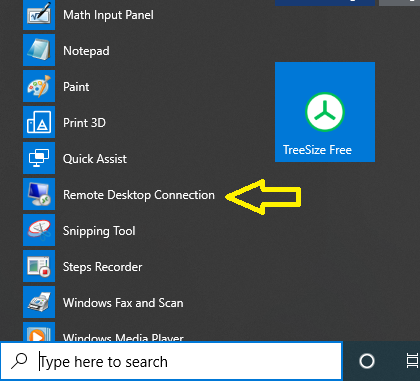 Math Input Panel
Notepad
Paint
Print 3D
Quick Assist
Remote Desktop Connection
Snipping Tool
Steps Recorder
Windows Fax and Scan
Windows Media Player
TreeSize Free
Type here to search